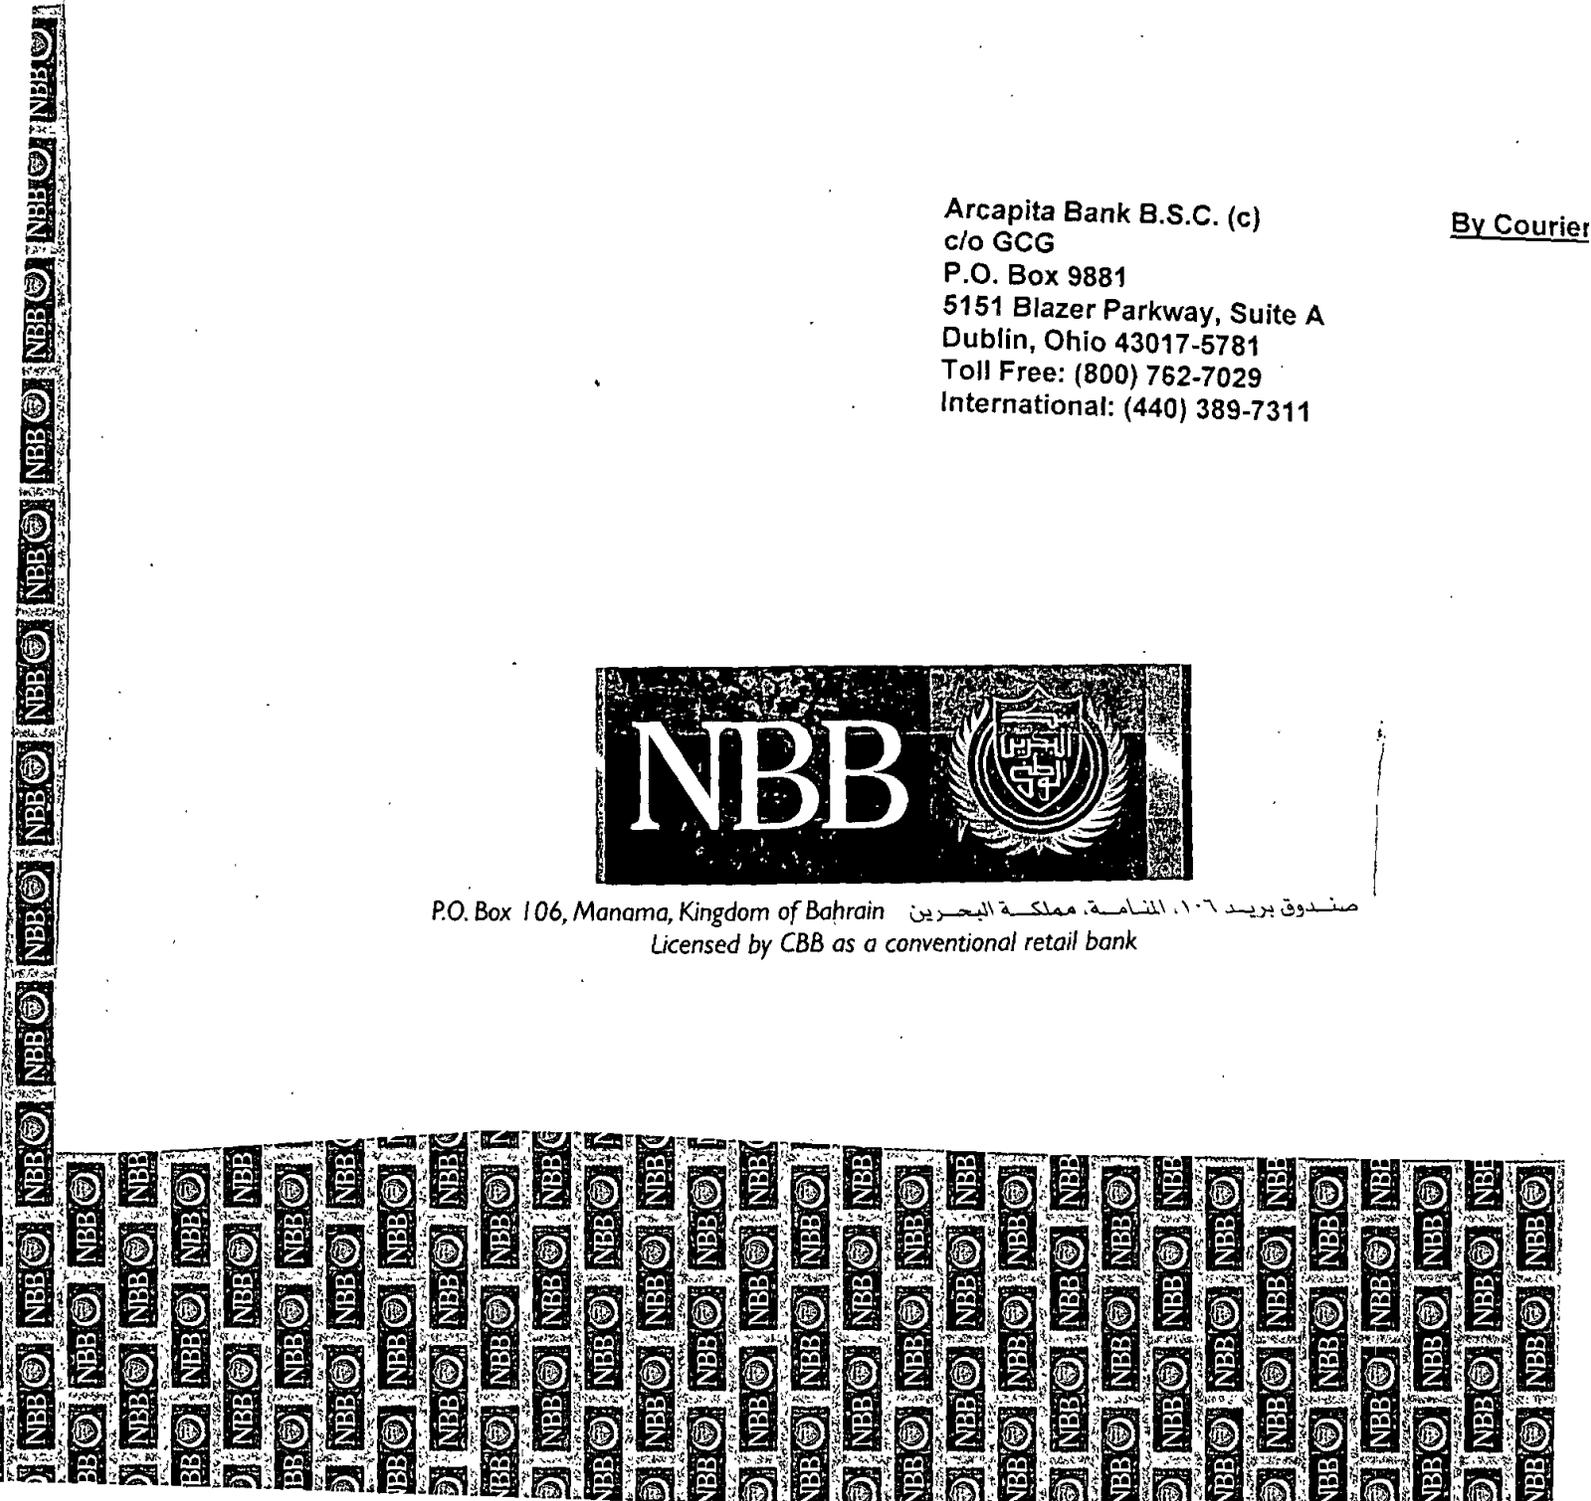 Arcapita Bank B.S.C. (c)
By Courier
c/o GCG
P.O. Box 9881
5151 Blazer Parkway, Suite A
Dublin, Ohio 43017-5781
Toll Free: (800) 762-7029
International: (440) 389-7311
NBB
البحرين
الوطني
P.O. Box 106, Manama, Kingdom of Bahrain صندوق بريد ١٠٦، المنامة، مملكة البحرين
Licensed by CBB as a conventional retail bank